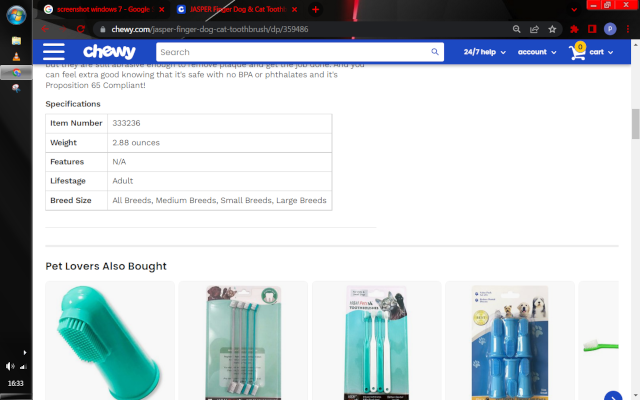 screenshot windows 7 - Google S
JASPER Finger Dog & Cat Tooth
chewy.com/jasper-finger-dog-cat-toothbrush/dp/359486
chewy
Search
24/7 help
account
0
cart
but they are still abrasive enough to remove plaque and get the job done. And you
can feel extra good knowing that it's safe with no BPA or phthalates and it's
Proposition 65 Compliant!
Specifications
Item Number 333236
Weight 2.88 ounces
Features N/A
Lifestage Adult
Breed Size All Breeds, Medium Breeds, Small Breeds, Large Breeds
Pet Lovers Also Bought
TOOTHBRUSH
16:33